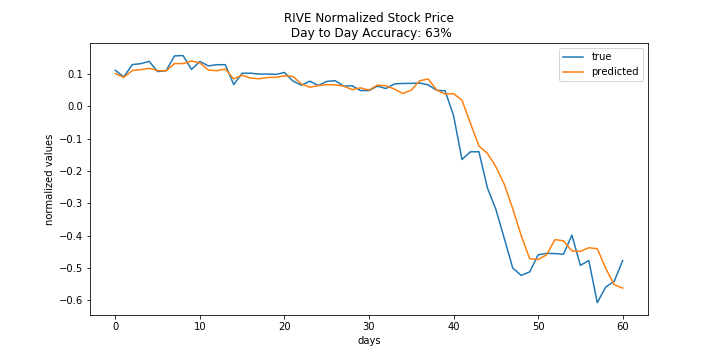 RIVE Normalized Stock Price
Day to Day Accuracy: 63%
true
predicted
normalized values
0.1
0.0
−0.1
−0.2
−0.3
−0.4
−0.5
−0.6
0 10 20 30 40 50 60
days